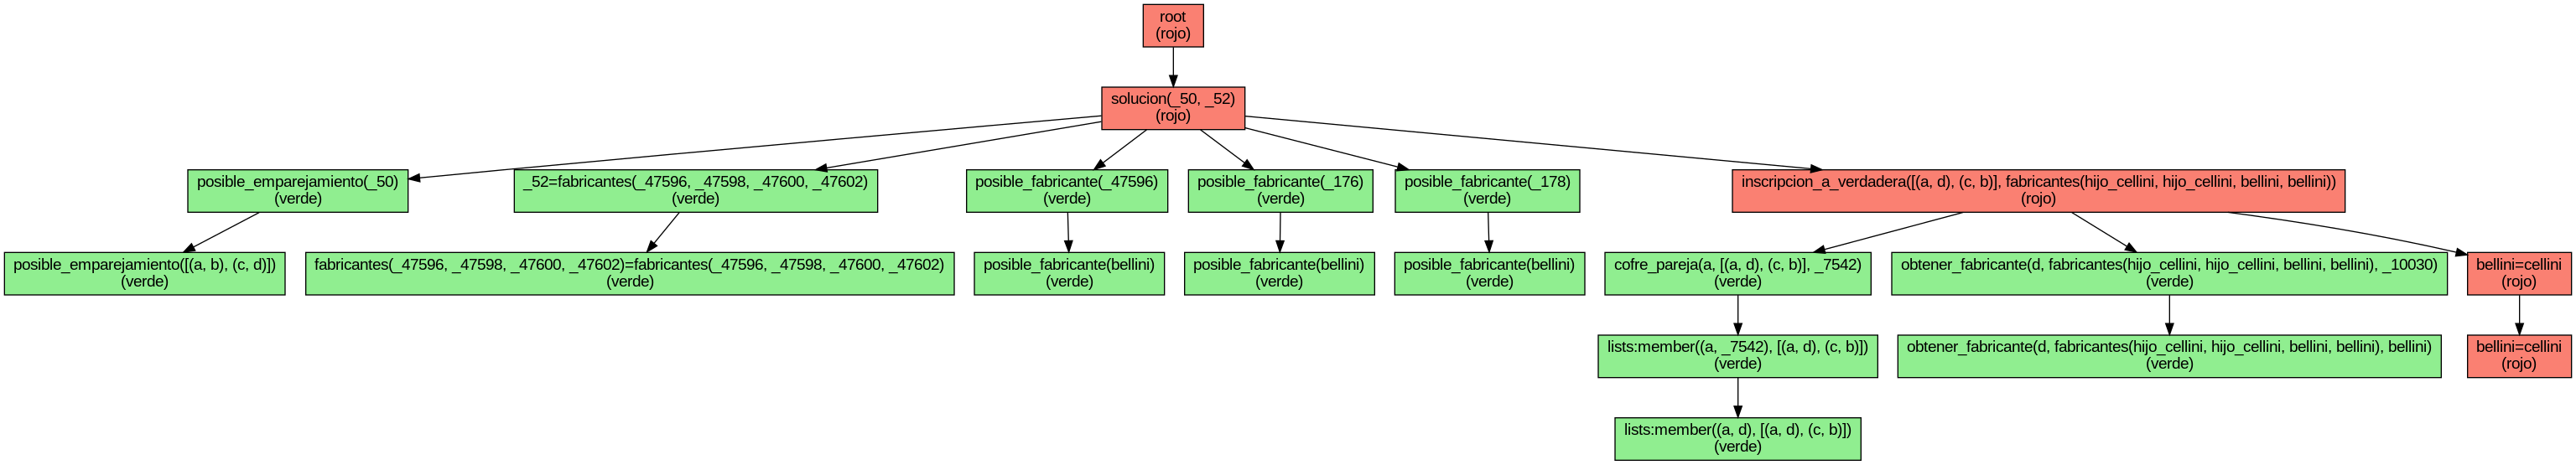 root
(rojo)
solucion(_50, _52)
(rojo)
posible_emparejamiento(_50)
(verde)
_52=fabricantes(_47596, _47598, _47600, _47602)
(verde)
posible_fabricante(_47596)
(verde)
posible_fabricante(_176)
(verde)
posible_fabricante(_178)
(verde)
inscripcion_a_verdadera([(a, d), (c, b)], fabricantes(hijo_cellini, hijo_cellini, bellini, bellini))
(rojo)
posible_emparejamiento([(a, b), (c, d)])
(verde)
fabricantes(_47596, _47598, _47600, _47602)=fabricantes(_47596, _47598, _47600, _47602)
(verde)
posible_fabricante(bellini)
(verde)
posible_fabricante(bellini)
(verde)
posible_fabricante(bellini)
(verde)
cofre_pareja(a, [(a, d), (c, b)], _7542)
(verde)
obtener_fabricante(d, fabricantes(hijo_cellini, hijo_cellini, bellini, bellini), _10030)
(verde)
bellini=cellini
(rojo)
lists:member((a, _7542), [(a, d), (c, b)])
(verde)
obtener_fabricante(d, fabricantes(hijo_cellini, hijo_cellini, bellini, bellini), bellini)
(verde)
bellini=cellini
(rojo)
lists:member((a, d), [(a, d), (c, b)])
(verde)